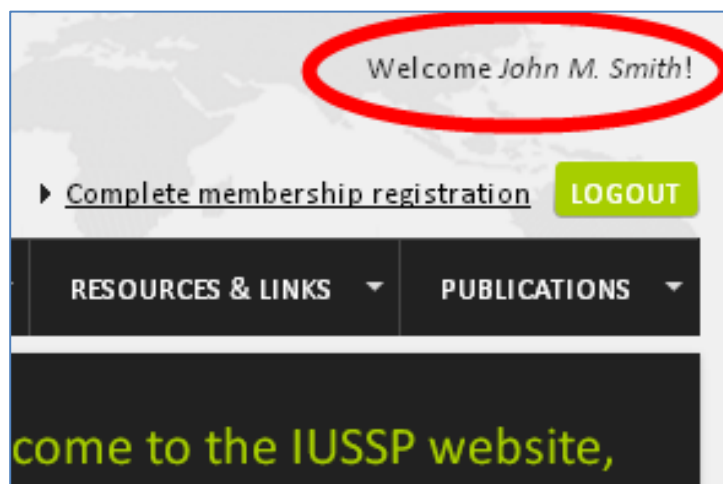 Welcome John M. Smith!
Complete membership registration LOGOUT
RESOURCES & LINKS PUBLICATIONS
come to the IUSSP website,